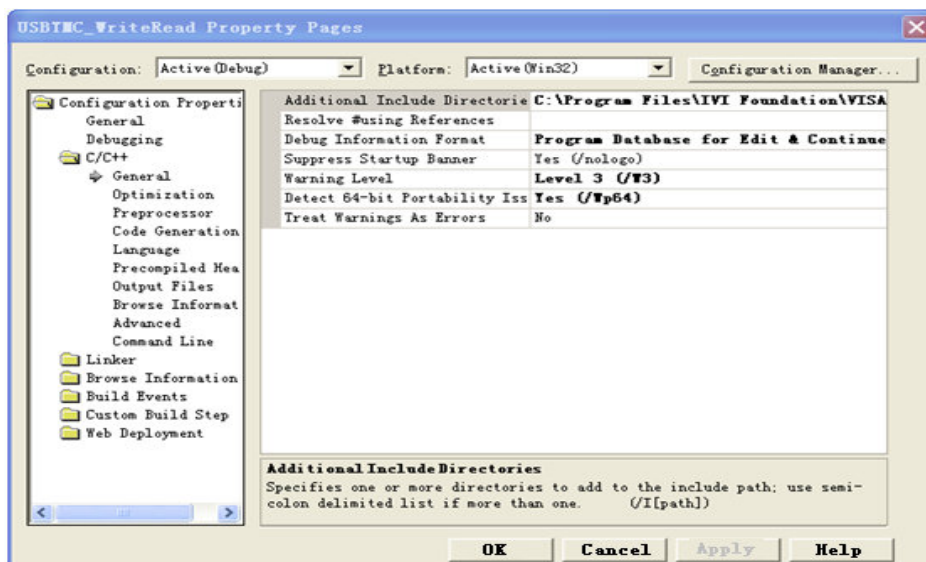 USBTMC_WriteRead Property Pages
Configuration: Active(Debug) Platform: Active(Win32) Configuration Manager...
Configuration Properti
General
Debugging
C/C++
General
Optimization
Preprocessor
Code Generation
Language
Precompiled Hea
Output Files
Browse Informat
Advanced
Command Line
Linker
Browse Information
Build Events
Custom Build Step
Web Deployment
Additional Include Directorie C:\Program Files\IVI Foundation\VISA
Resolve #using References
Debug Information Format Program Database for Edit & Continue
Suppress Startup Banner Yes (/nologo)
Warning Level Level 3 (/W3)
Detect 64-bit Portability Iss Yes (/Wp64)
Treat Warnings As Errors No
Additional Include Directories
Specifies one or more directories to add to the include path; use semi-
colon delimited list if more than one. (/I[path])
OK Cancel Apply Help